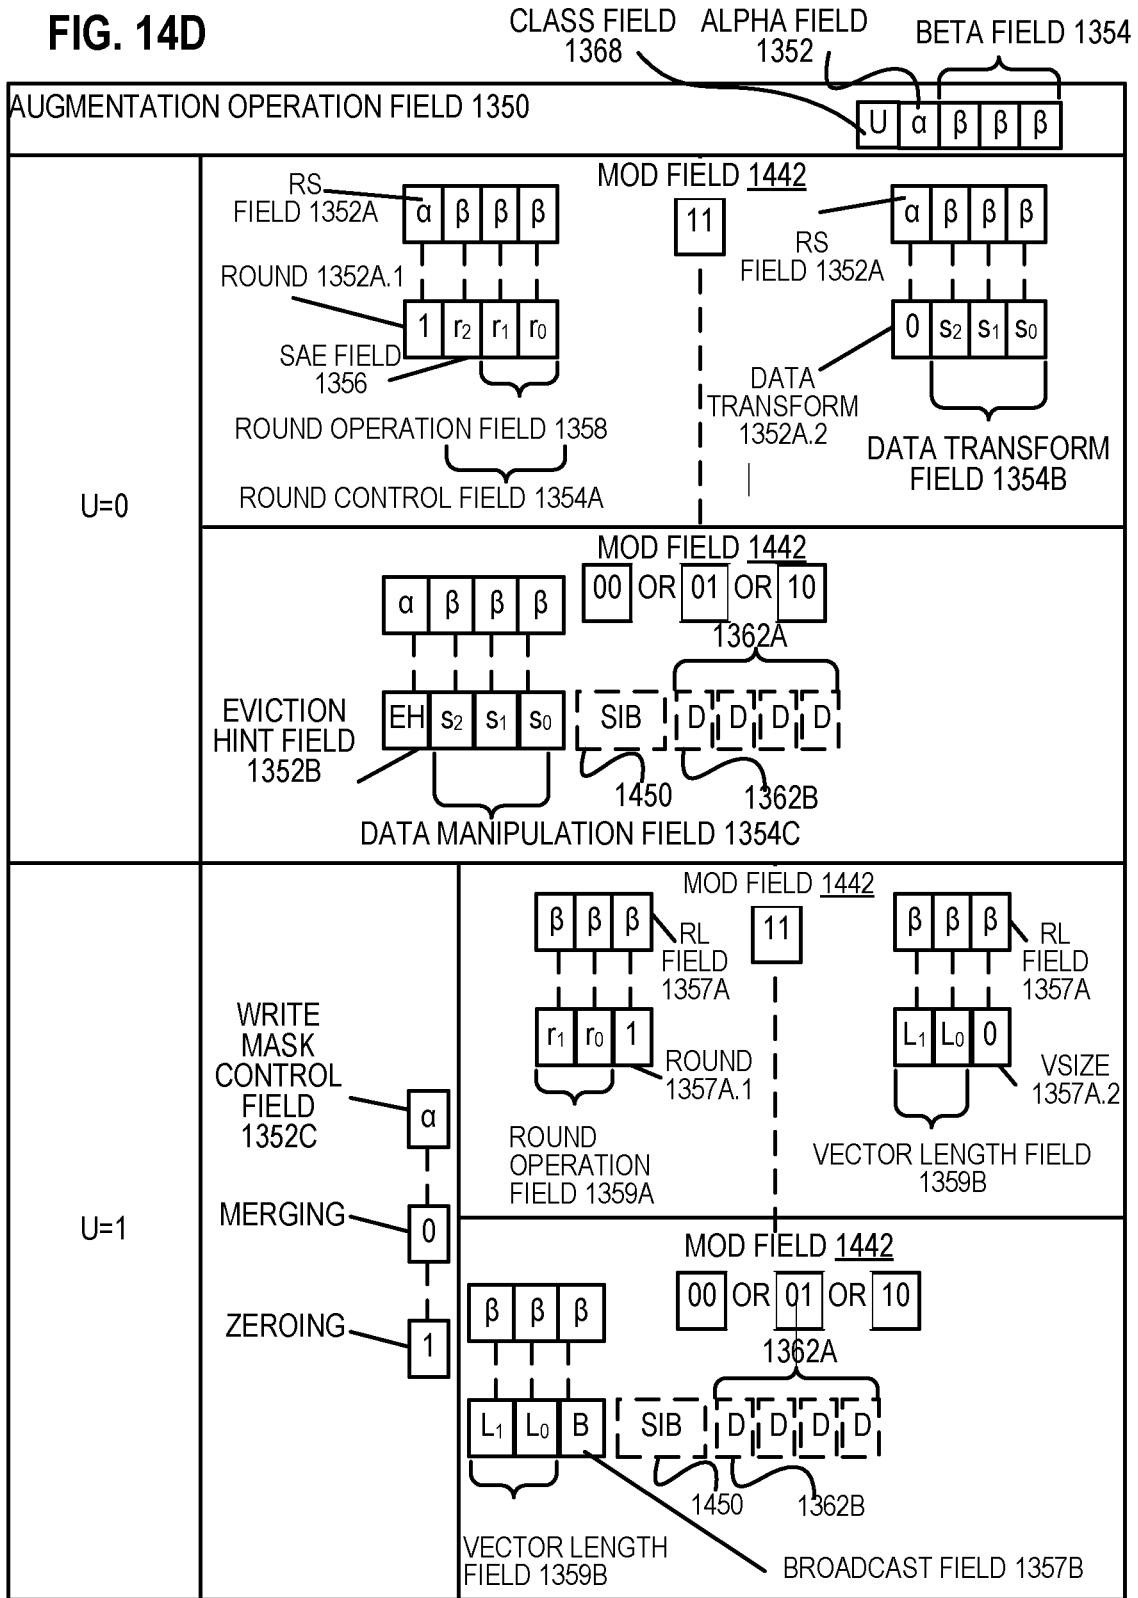 FIG. 14D
CLASS FIELD
1368
ALPHA FIELD
1352
BETA FIELD 1354
AUGMENTATION OPERATION FIELD 1350
U α β β β
U=0
RS
FIELD 1352A
α β β β
ROUND 1352A.1
1 r2 r1 r0
SAE FIELD
1356
ROUND OPERATION FIELD 1358
ROUND CONTROL FIELD 1354A
MOD FIELD 1442
11
α β β β
RS
FIELD 1352A
0 s2 s1 s0
DATA
TRANSFORM
1352A.2
DATA TRANSFORM
FIELD 1354B
MOD FIELD 1442
00 OR 01 OR 10
α β β β
1362A
EVICTION
HINT FIELD
1352B
EH s2 s1 s0
SIB D D D D
1450
1362B
DATA MANIPULATION FIELD 1354C
U=1
WRITE
MASK
CONTROL
FIELD
1352C
α
MERGING
0
ZEROING
1
MOD FIELD 1442
11
β β β
RL
FIELD
1357A
r1 r0 1
ROUND
1357A.1
ROUND
OPERATION
FIELD 1359A
β β β
RL
FIELD
1357A
L1 L0 0
VSIZE
1357A.2
VECTOR LENGTH FIELD
1359B
MOD FIELD 1442
00 OR 01 OR 10
β β β
1362A
L1 L0 B
SIB D D D D
1450
1362B
VECTOR LENGTH
FIELD 1359B
BROADCAST FIELD 1357B